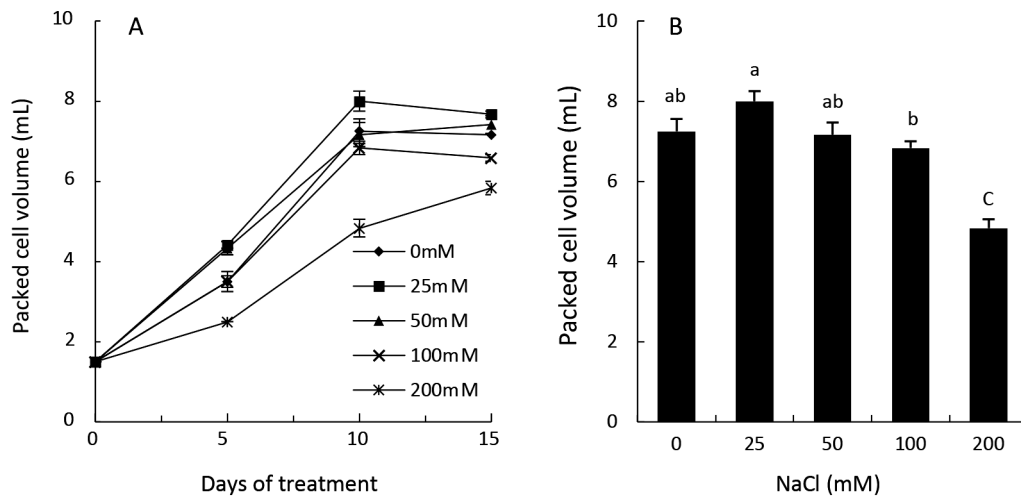 A
Packed cell volume (mL)
10
8
6
4
2
0
0mM
25mM
50mM
100mM
200mM
0
5
10
15
Days of treatment
B
Packed cell volume (mL)
10
8
6
4
2
0
ab
a
ab
b
C
0
25
50
100
200
NaCl (mM)